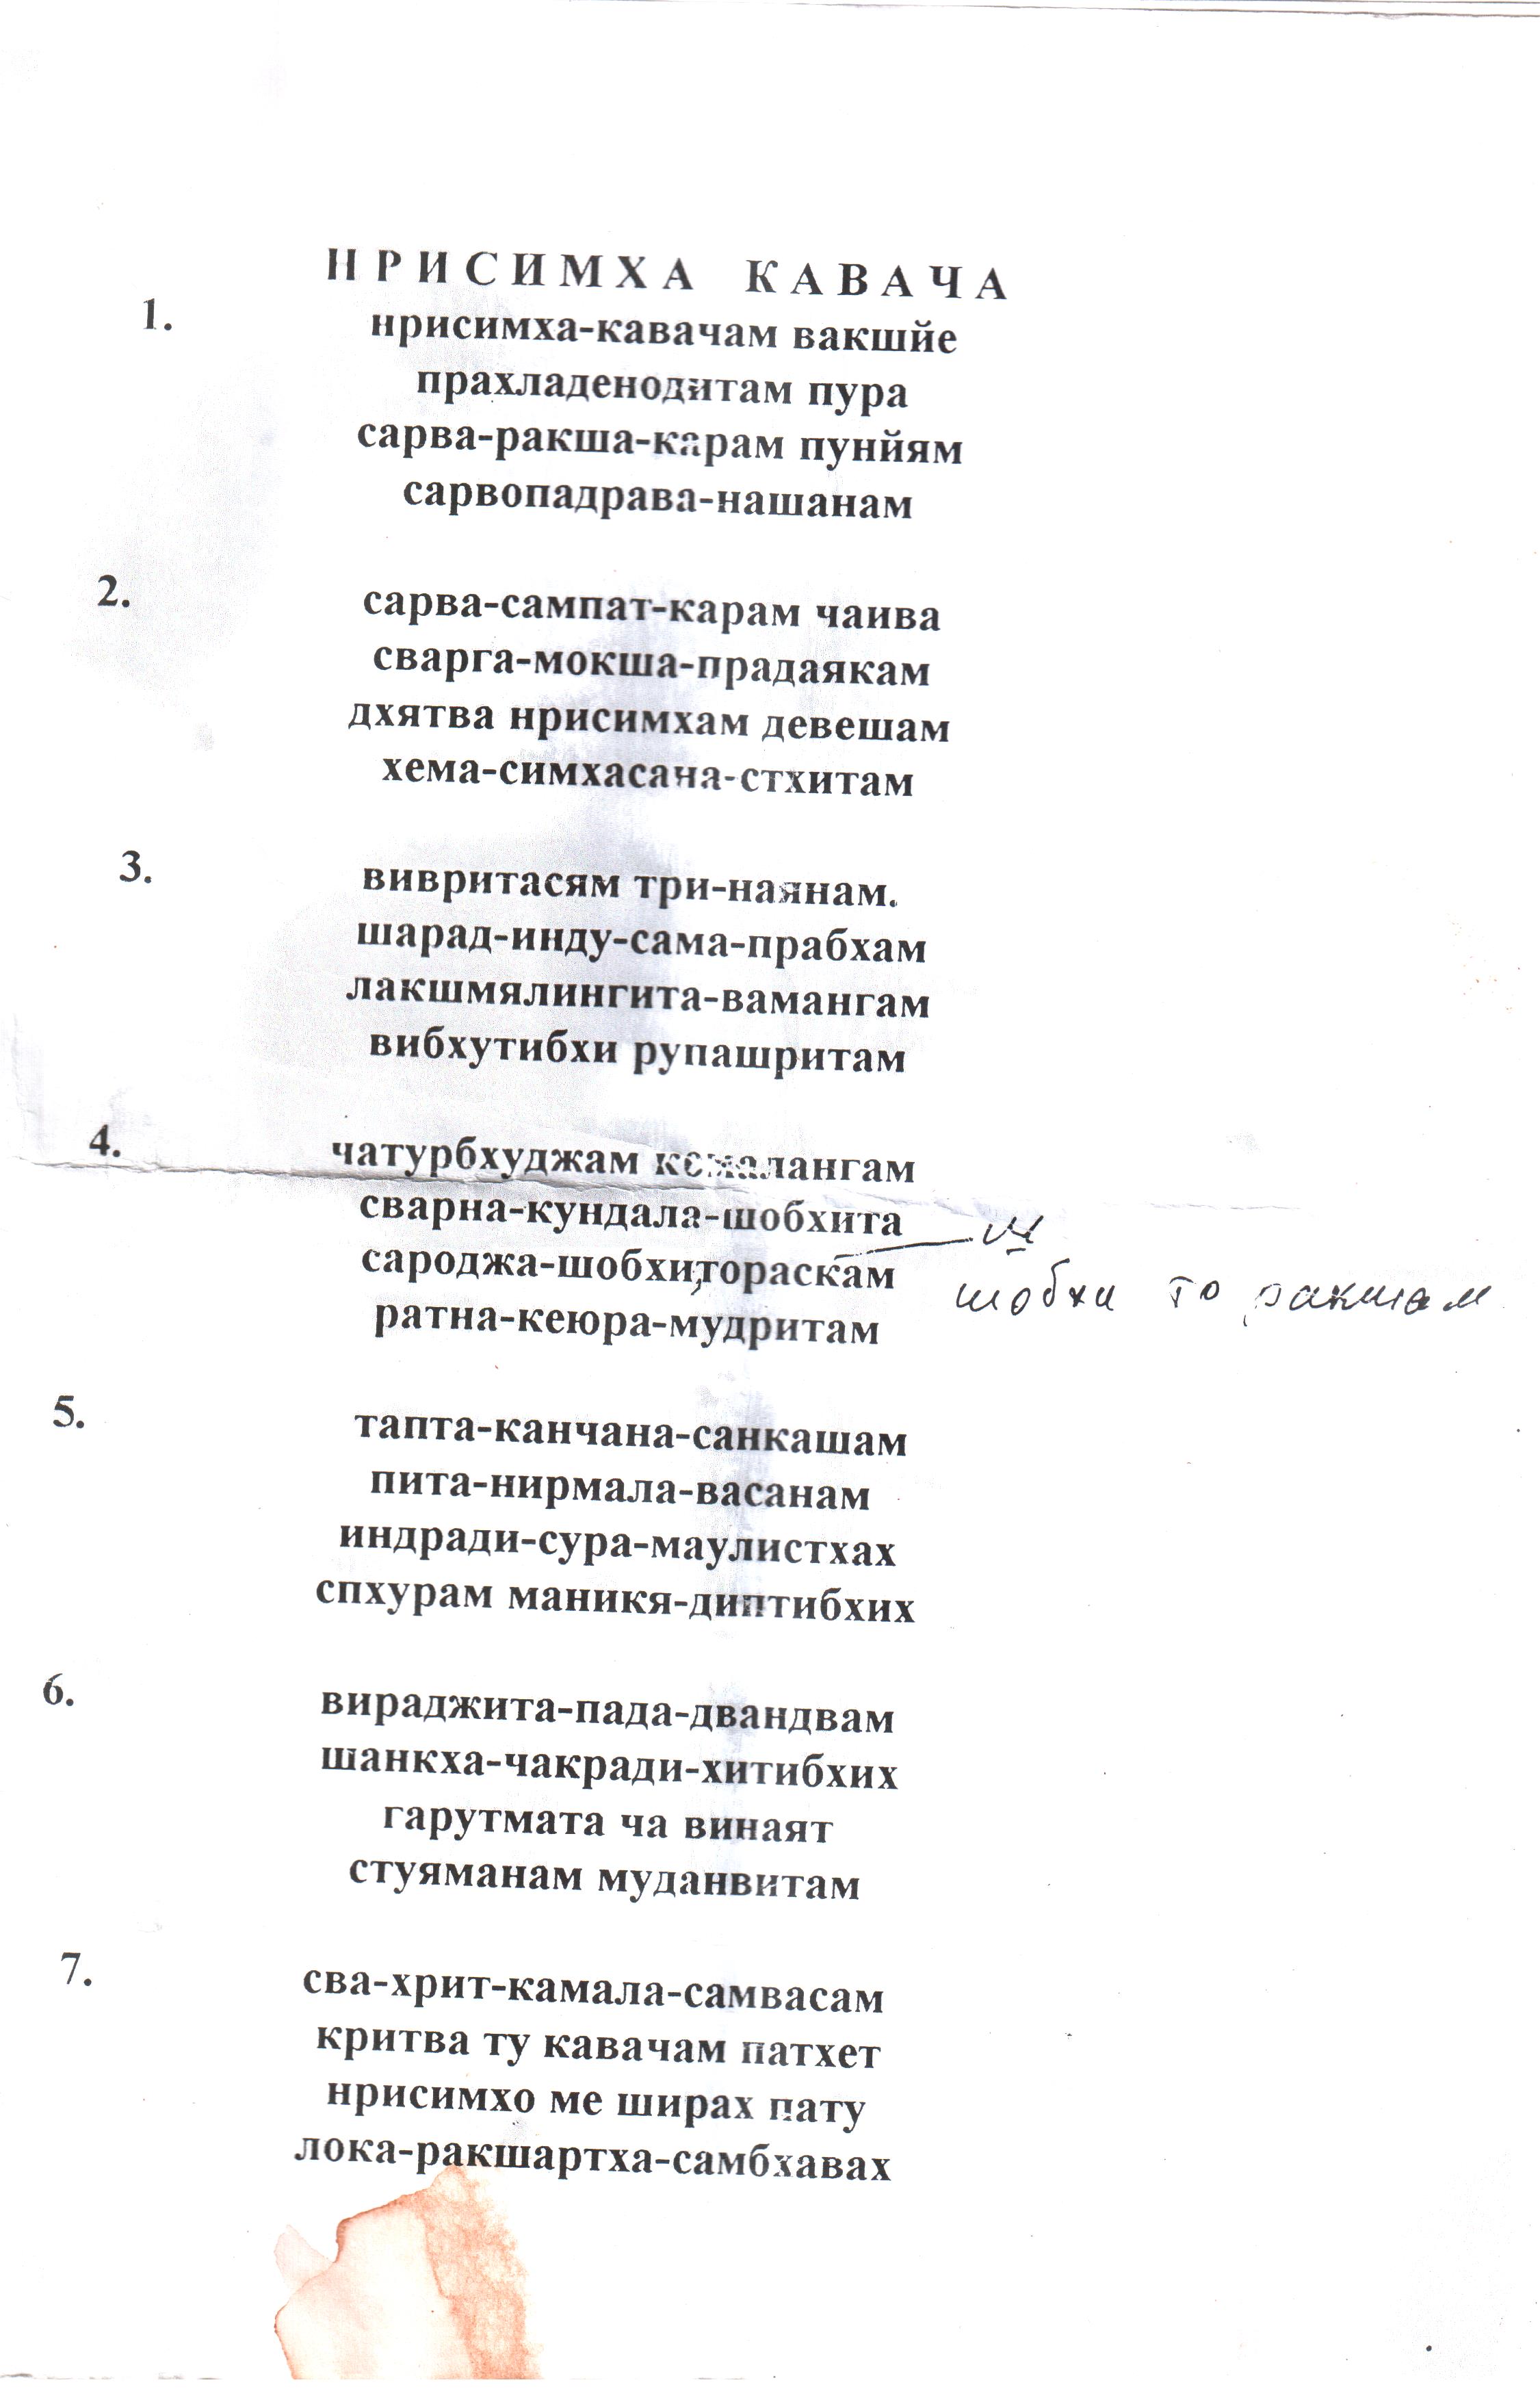 НРИСИМХА КАВАЧА
1.
нрисимха-кавачам вакшйе
прахладенодитам пура
сарва-ракша-карам пунйям
сарвопадрава-нашанам
2.
сарва-сампат-карам чаива
сварга-мокша-прадаякам
дхятва нрисимхам девешам
хема-симхасана-стхитам
3.
вивритасям три-наянам.
шарад-инду-сама-прабхам
лакшмялингита-вамангам
вибхутибхи рупашритам
4.
чатурбхуджам комалангам
сварна-кундала-шобхита
ш
сароджа-шобхитораскам
шобхи то ракшам
ратна-кеюра-мудритам
5.
тапта-канчана-санкашам
пита-нирмала-васанам
индради-сура-маулистхах
спхурам маникя-диптибхих
6.
вираджита-пада-двандвам
шанкха-чакради-хитибхих
гарутмата ча винаят
стуяманам муданвитам
7.
сва-хрит-камала-самвасам
критва ту кавачам патхет
нрисимхо ме ширах пату
лока-ракшартха-самбхавах